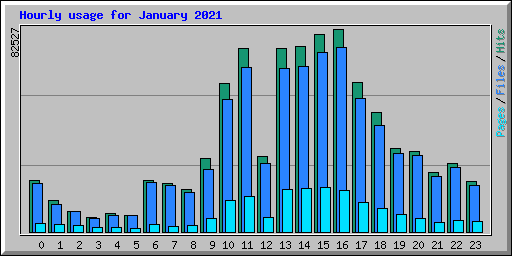 Hourly usage for January 2021
82527
Pages/Files/Hits
0 1 2 3 4 5 6 7 8 9 10 11 12 13 14 15 16 17 18 19 20 21 22 23